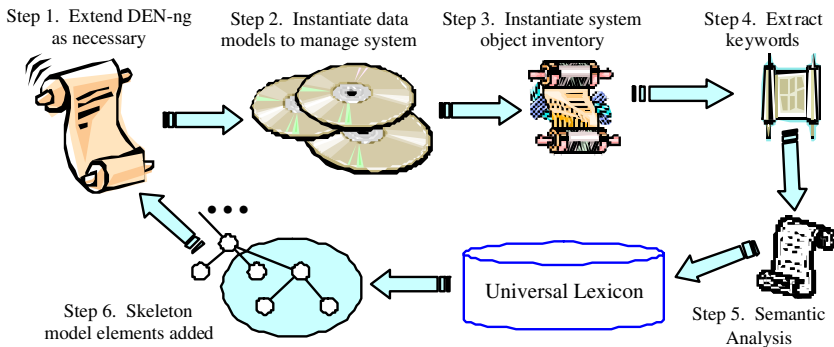 Step 1. Extend DEN-ng
as necessary
Step 2. Instantiate data
models to manage system
Step 3. Instantiate system
object inventory
Step 4. Extract
keywords
Step 5. Semantic
Analysis
Universal Lexicon
Step 6. Skeleton
model elements added